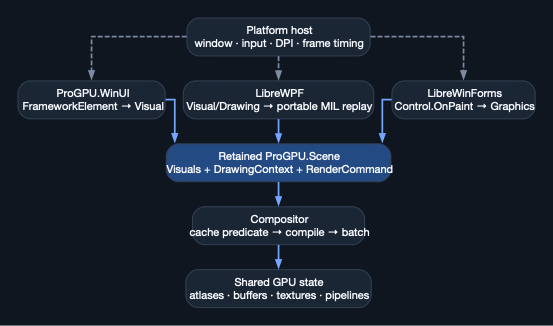 Platform host
window · input · DPI · frame timing
ProGPU.WinUI
FrameworkElement → Visual
LibreWPF
Visual/Drawing → portable MIL replay
LibreWinForms
Control.OnPaint → Graphics
Retained ProGPU.Scene
Visuals + DrawingContext + RenderCommand
Compositor
cache predicate → compile → batch
Shared GPU state
atlases · buffers · textures · pipelines